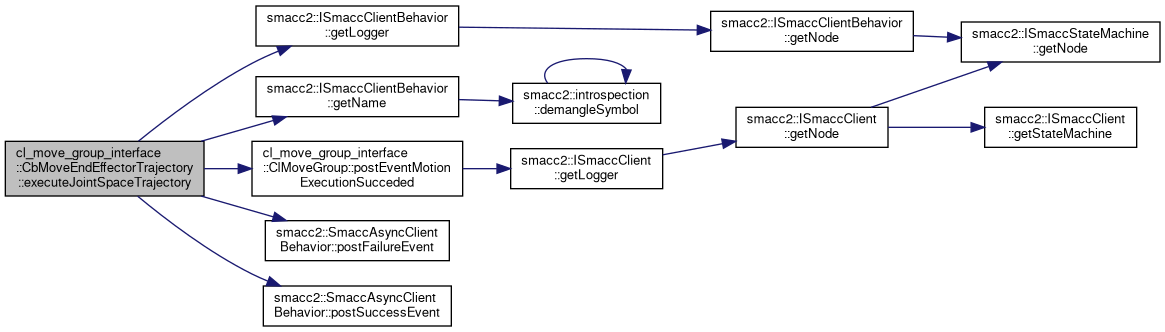 cl_move_group_interface
::CbMoveEndEffectorTrajectory
::executeJointSpaceTrajectory
smacc2::ISmaccClientBehavior
::getLogger
smacc2::ISmaccClientBehavior
::getName
cl_move_group_interface
::ClMoveGroup::postEventMotion
ExecutionSucceded
smacc2::SmaccAsyncClient
Behavior::postFailureEvent
smacc2::SmaccAsyncClient
Behavior::postSuccessEvent
smacc2::introspection
::demangleSymbol
smacc2::ISmaccClient
::getLogger
smacc2::ISmaccClientBehavior
::getNode
smacc2::ISmaccClient
::getNode
smacc2::ISmaccStateMachine
::getNode
smacc2::ISmaccClient
::getStateMachine